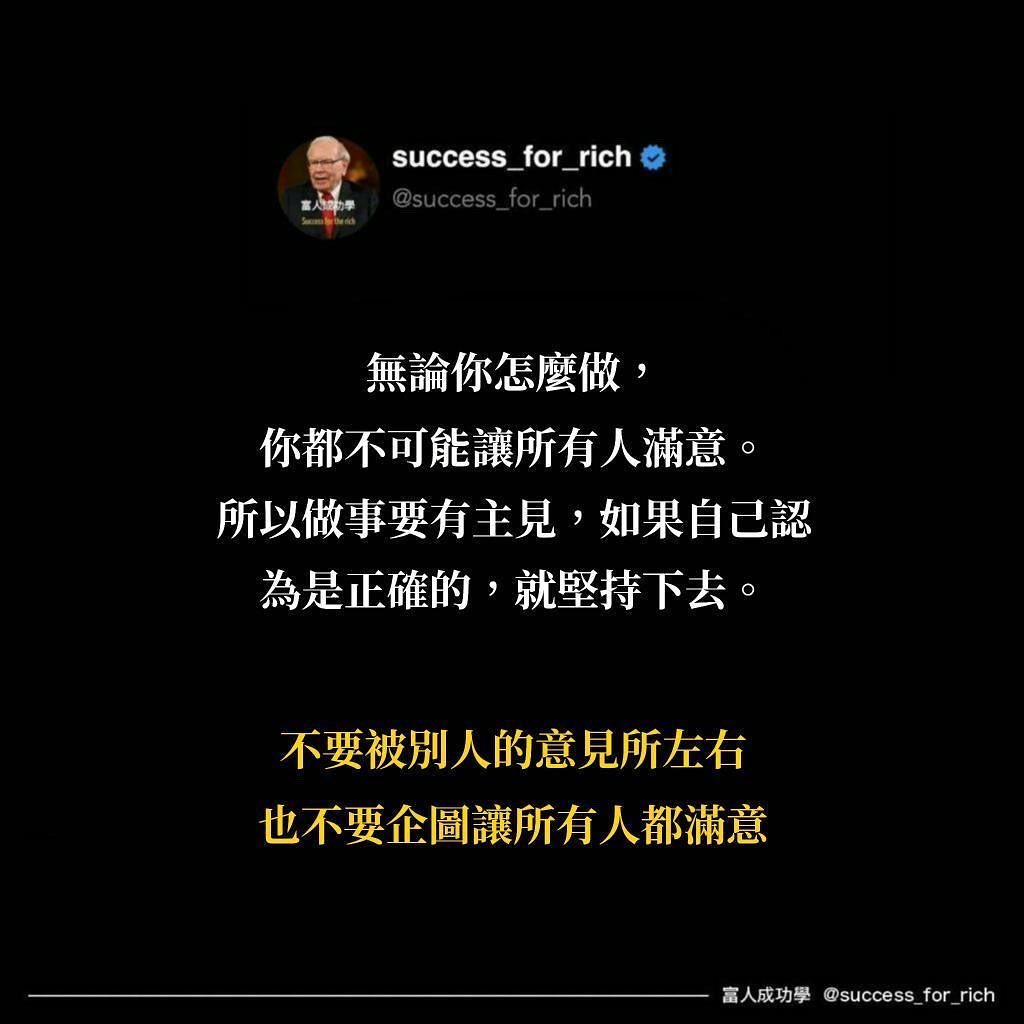 success_for_rich
@success_for_rich
富人成功學
Success for the rich
無論你怎麼做，
你都不可能讓所有人滿意。
所以做事要有主見，如果自己認
為是正確的，就堅持下去。
不要被別人的意見所左右
也不要企圖讓所有人都滿意
富人成功學 @success_for_rich